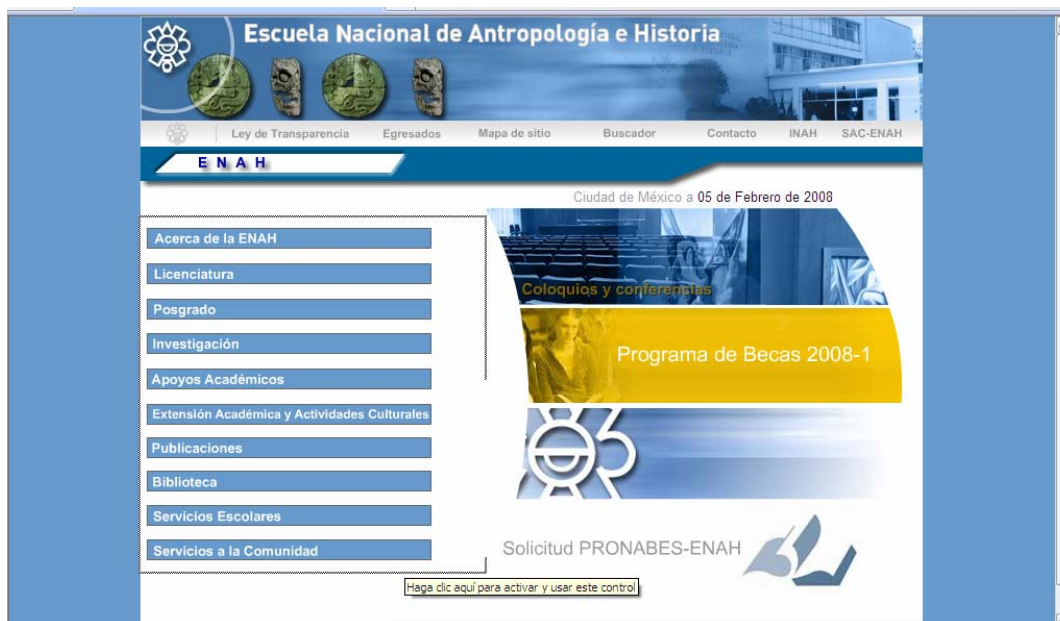 Escuela Nacional de Antropología e Historia
Ley de Transparencia Egresados Mapa de sitio Buscador Contacto INAH SAC-ENAH
E N A H
Ciudad de México a 05 de Febrero de 2008
Acerca de la ENAH
Licenciatura
Posgrado
Investigación
Apoyos Académicos
Extensión Académica y Actividades Culturales
Publicaciones
Biblioteca
Servicios Escolares
Servicios a la Comunidad
Coloquios y conferencias
Programa de Becas 2008-1
Solicitud PRONABES-ENAH
Haga clic aquí para activar y usar este control